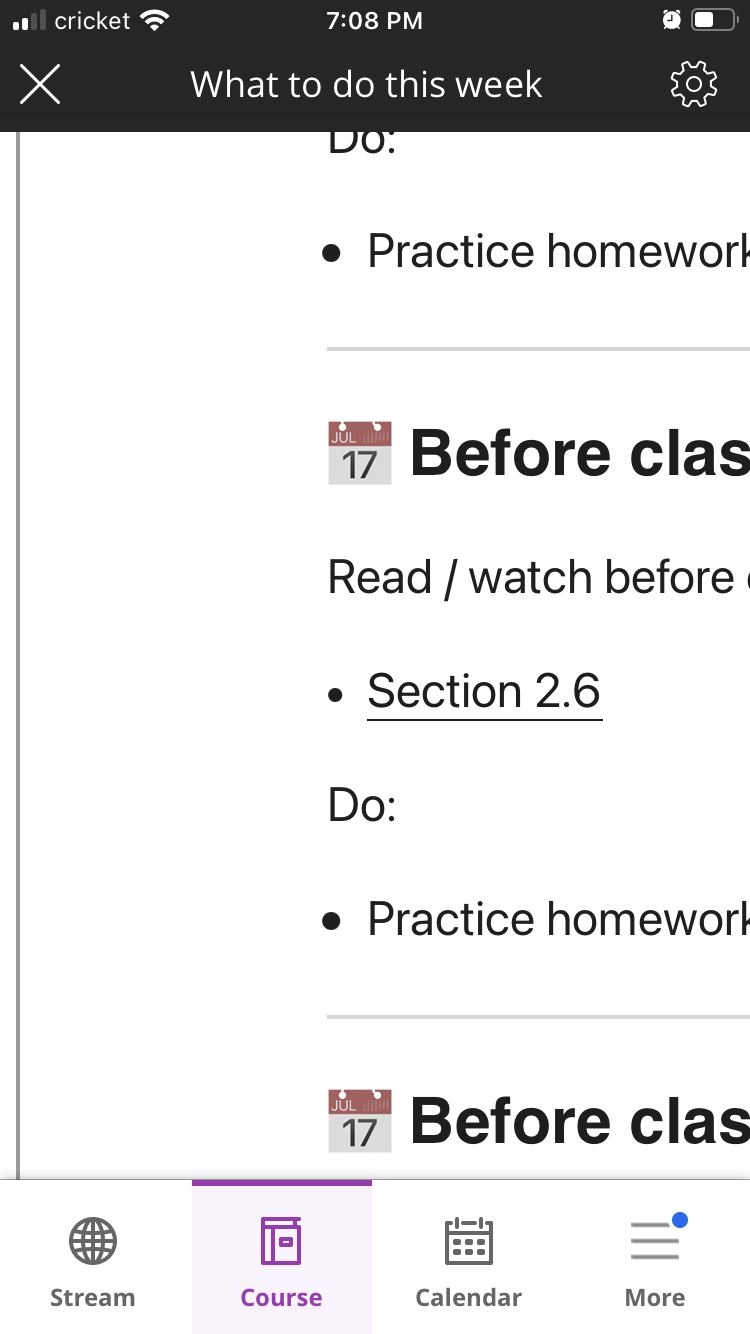 cricket 7:08 PM
What to do this week
Do:
• Practice homework
JUL 17 Before clas
Read / watch before
• Section 2.6
Do:
• Practice homework
JUL 17 Before clas
Stream Course Calendar More